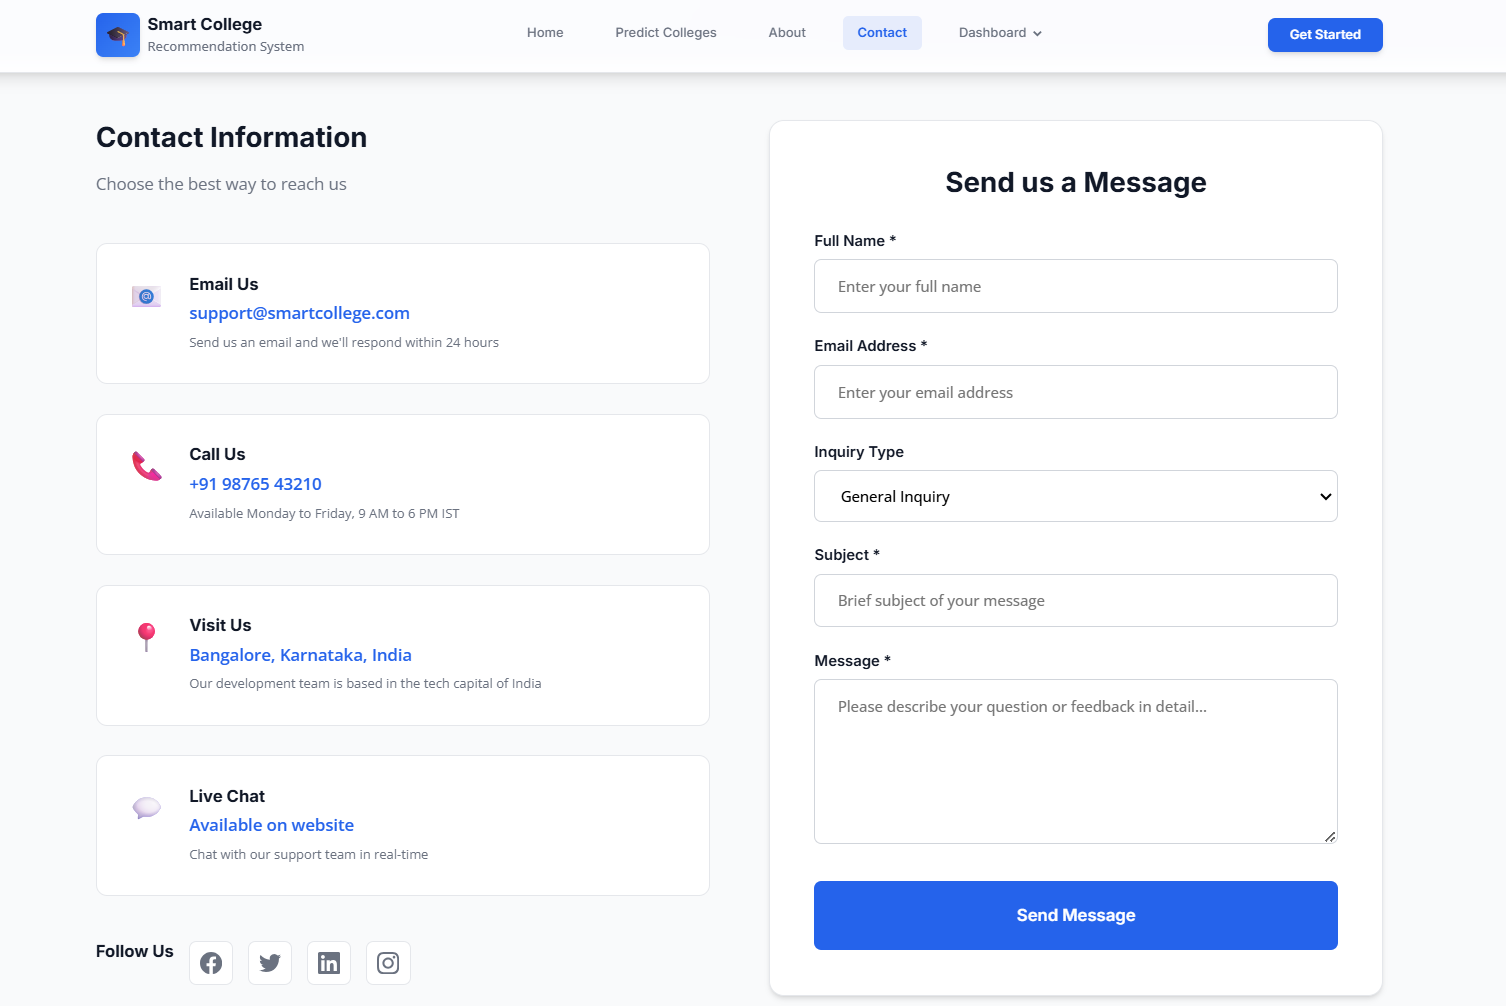 Smart College
Recommendation System
Home
Predict Colleges
About
Contact
Dashboard
Get Started
Contact Information
Choose the best way to reach us
Email Us
support@smartcollege.com
Send us an email and we'll respond within 24 hours
Call Us
+91 98765 43210
Available Monday to Friday, 9 AM to 6 PM IST
Visit Us
Bangalore, Karnataka, India
Our development team is based in the tech capital of India
Live Chat
Available on website
Chat with our support team in real-time
Follow Us
Send us a Message
Full Name *
Enter your full name
Email Address *
Enter your email address
Inquiry Type
General Inquiry
Subject *
Brief subject of your message
Message *
Please describe your question or feedback in detail...
Send Message